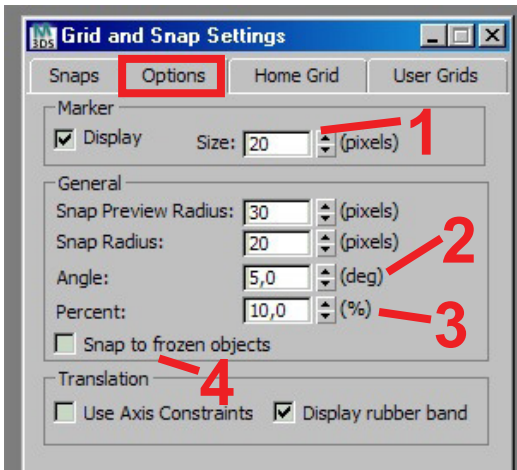 3DS Grid and Snap Settings
Snaps Options Home Grid User Grids
Marker
Display Size: 20 (pixels) 1
General
Snap Preview Radius: 30 (pixels)
Snap Radius: 20 (pixels) 2
Angle: 5,0 (deg)
Percent: 10,0 (%) 3
Snap to frozen objects
4
Translation
Use Axis Constraints Display rubber band